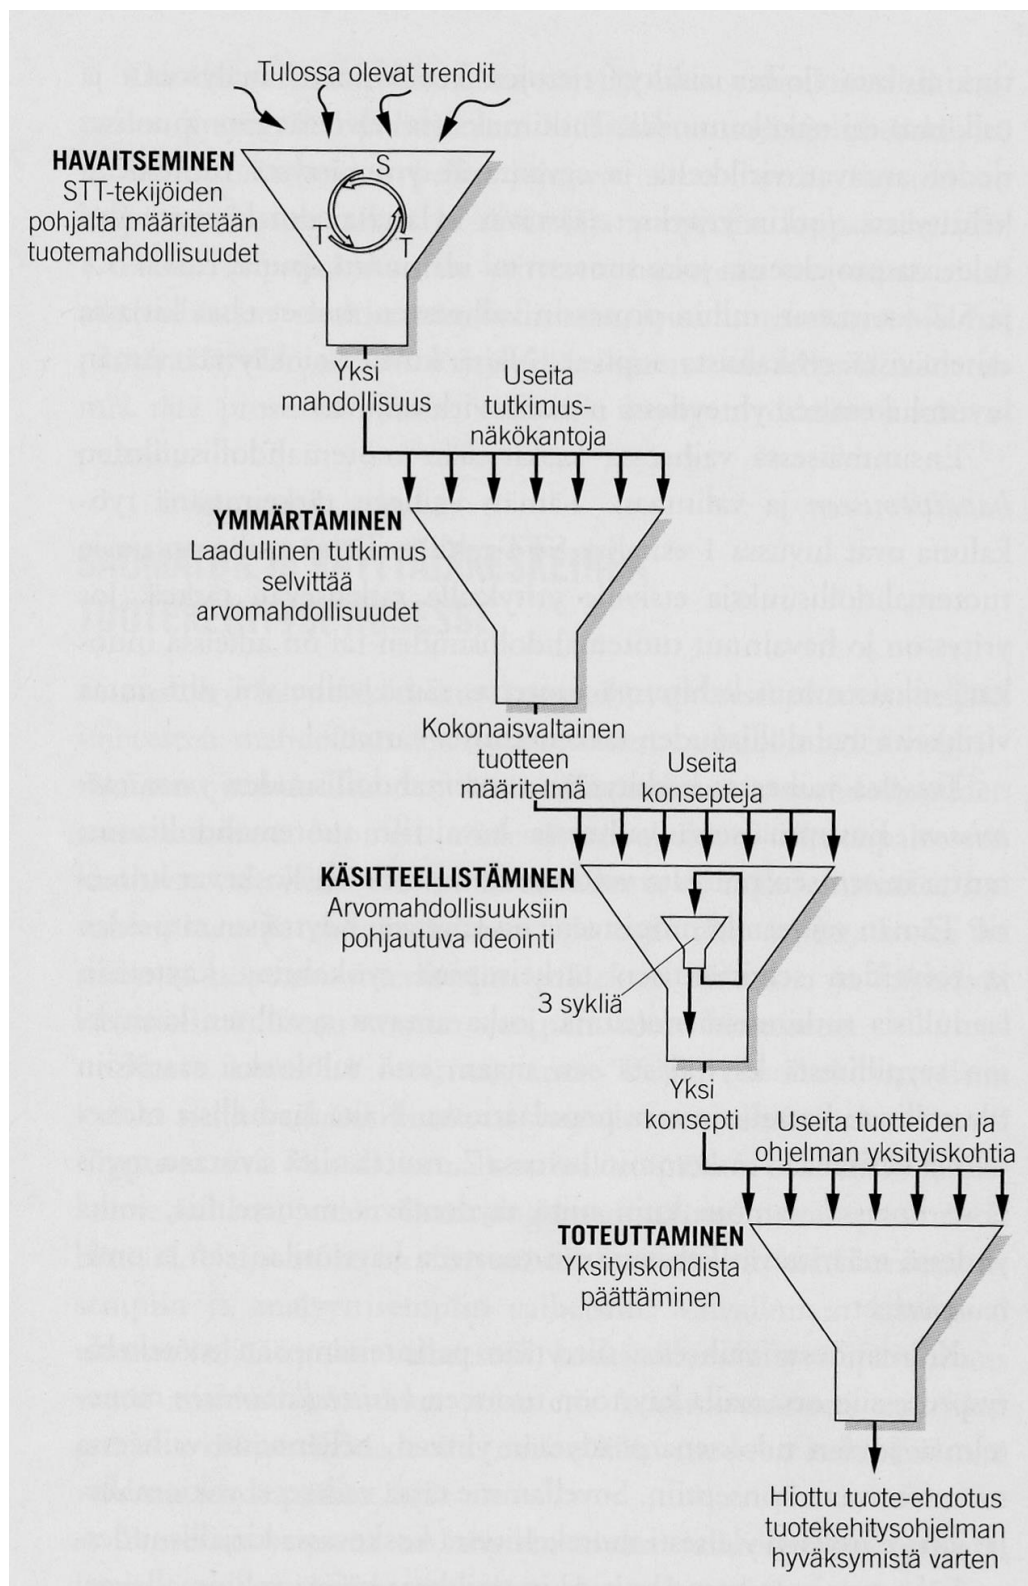 Tulossa olevat trendit
HAVAITSEMINEN
STT-tekijöiden
pohjalta määritetään
tuotemahdollisuudet
S
T
T
Yksi
mahdollisuus
Useita
tutkimus-
näkökantoja
YMMÄRTÄMINEN
Laadullinen tutkimus
selvittää
arvomahdollisuudet
Kokonaisvaltainen
tuotteen
määritelmä
Useita
konsepteja
KÄSITTEELLISTÄMINEN
Arvomahdollisuuksiin
pohjautuva ideointi
3 sykliä
Yksi
konsepti
Useita tuotteiden ja
ohjelman yksityiskohtia
TOTEUTTAMINEN
Yksityiskohdista
päättäminen
Hiottu tuote-ehdotus
tuotekehitysohjelman
hyväksymistä varten